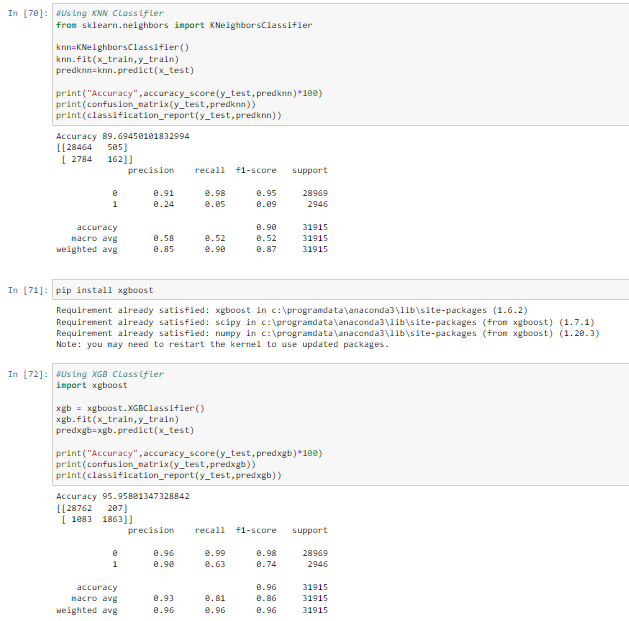 In [70]: #Using KNN Classifier
from sklearn.neighbors import KNeighborsClassifier
knn=KNeighborsClassifier()
knn.fit(x_train,y_train)
predknn=knn.predict(x_test)
print("Accuracy",accuracy_score(y_test,predknn)*100)
print(confusion_matrix(y_test,predknn))
print(classification_report(y_test,predknn))
Accuracy 89.69450101832994
[[28464 505]
[ 2784 162]]
precision recall f1-score support
0 0.91 0.98 0.95 28969
1 0.24 0.05 0.09 2946
accuracy 0.90 31915
macro avg 0.58 0.52 0.52 31915
weighted avg 0.85 0.90 0.87 31915
In [71]: pip install xgboost
Requirement already satisfied: xgboost in c:\programdata\anaconda3\lib\site-packages (1.6.2)
Requirement already satisfied: scipy in c:\programdata\anaconda3\lib\site-packages (from xgboost) (1.7.1)
Requirement already satisfied: numpy in c:\programdata\anaconda3\lib\site-packages (from xgboost) (1.20.3)
Note: you may need to restart the kernel to use updated packages.
In [72]: #Using XGB Classifier
import xgboost
xgb = xgboost.XGBClassifier()
xgb.fit(x_train,y_train)
predxgb=xgb.predict(x_test)
print("Accuracy",accuracy_score(y_test,predxgb)*100)
print(confusion_matrix(y_test,predxgb))
print(classification_report(y_test,predxgb))
Accuracy 95.95801347328842
[[28762 207]
[ 1083 1863]]
precision recall f1-score support
0 0.96 0.99 0.98 28969
1 0.90 0.63 0.74 2946
accuracy 0.96 31915
macro avg 0.93 0.81 0.86 31915
weighted avg 0.96 0.96 0.96 31915